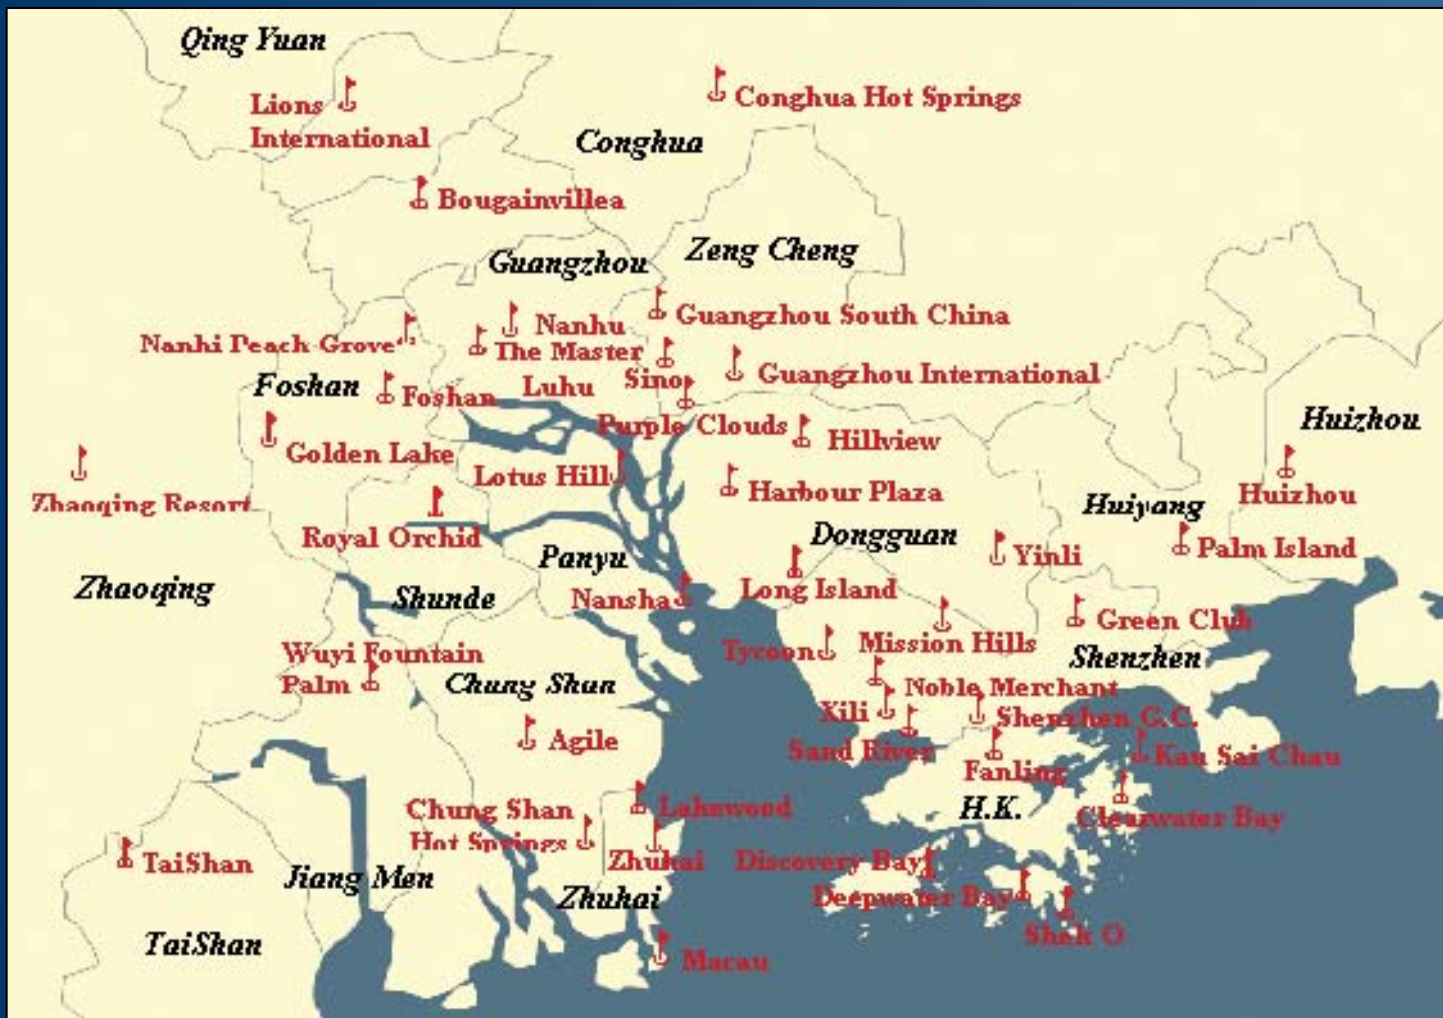 Qing Yuan
Lions
International
Conghua Hot Springs
Conghua
Bougainvillea
Guangzhou
Zeng Cheng
Guangzhou South China
Nanhu
Nanhi Peach Grove
The Master
Sino
Guangzhou International
Foshan
Foshan
Luhu
Huizhou
Purple Clouds
Hillview
Golden Lake
Lotus Hill
Harbour Plaza
Huizhou
Zhaoqing Resort
Huiyang
Royal Orchid
Dongguan
Panyu
Yinli
Palm Island
Zhaoqing
Shunde
Nansha
Long Island
Green Club
Mission Hills
Tycoon
Wuyi Fountain
Palm
Shenzhen
Chung Shan
Noble Merchant
Xili
Shenzhen G.C.
Agile
Sand River
Kau Sai Chau
Fanling
H.K.
Chung Shan
Hot Springs
Lakewood
Clearwater Bay
TaiShan
Zhuhai
Discovery Bay
Jiang Men
Zhuhai
Deepwater Bay
Shek O
TaiShan
Macau